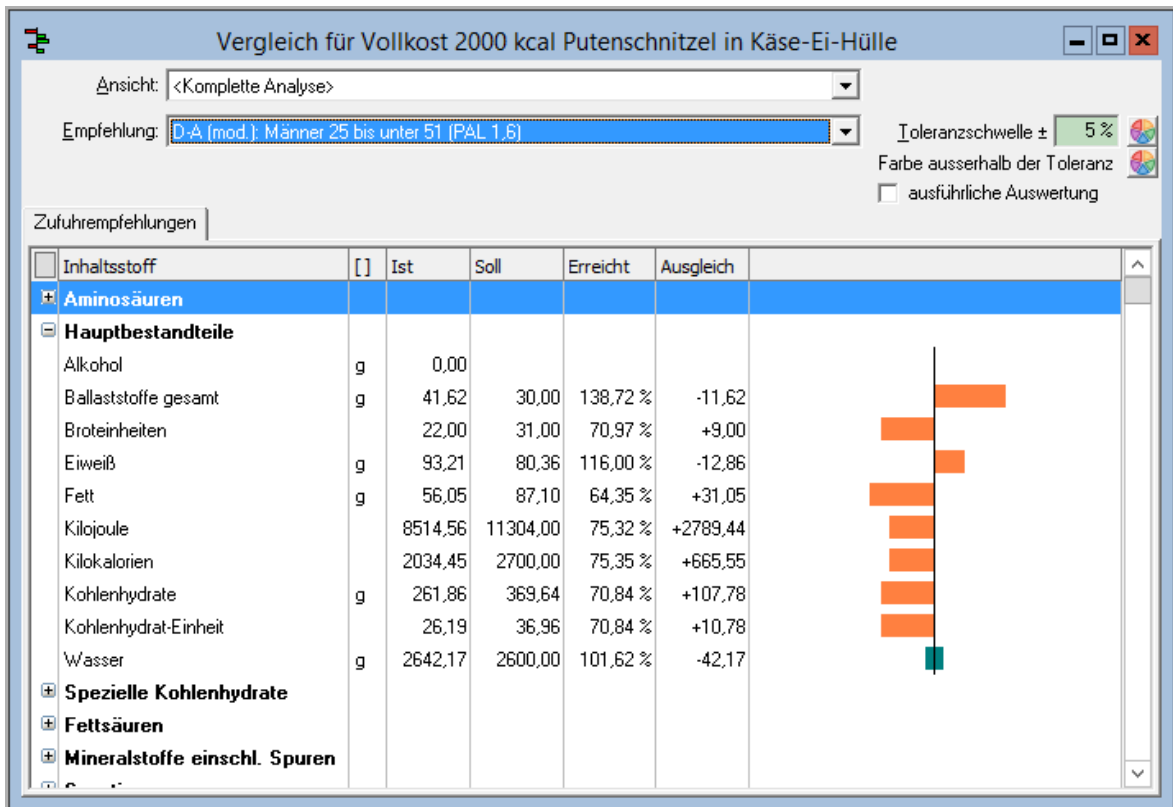 Vergleich für Vollkost 2000 kcal Putenschnitzel in Käse-Ei-Hülle
Ansicht: <Komplette Analyse>
Empfehlung: D-A (mod.): Männer 25 bis unter 51 (PAL 1,6)
Toleranzschwelle ± 5 %
Farbe ausserhalb der Toleranz
ausführliche Auswertung
Zufuhrempfehlungen
Inhaltsstoff [ ] Ist Soll Erreicht Ausgleich
Aminosäuren
Hauptbestandteile
Alkohol g 0,00
Ballaststoffe gesamt g 41,62 30,00 138,72 % -11,62
Broteinheiten 22,00 31,00 70,97 % +9,00
Eiweiß g 93,21 80,36 116,00 % -12,86
Fett g 56,05 87,10 64,35 % +31,05
Kilojoule 8514,56 11304,00 75,32 % +2789,44
Kilokalorien 2034,45 2700,00 75,35 % +665,55
Kohlenhydrate g 261,86 369,64 70,84 % +107,78
Kohlenhydrat-Einheit 26,19 36,96 70,84 % +10,78
Wasser g 2642,17 2600,00 101,62 % -42,17
Spezielle Kohlenhydrate
Fettsäuren
Mineralstoffe einschl. Spuren